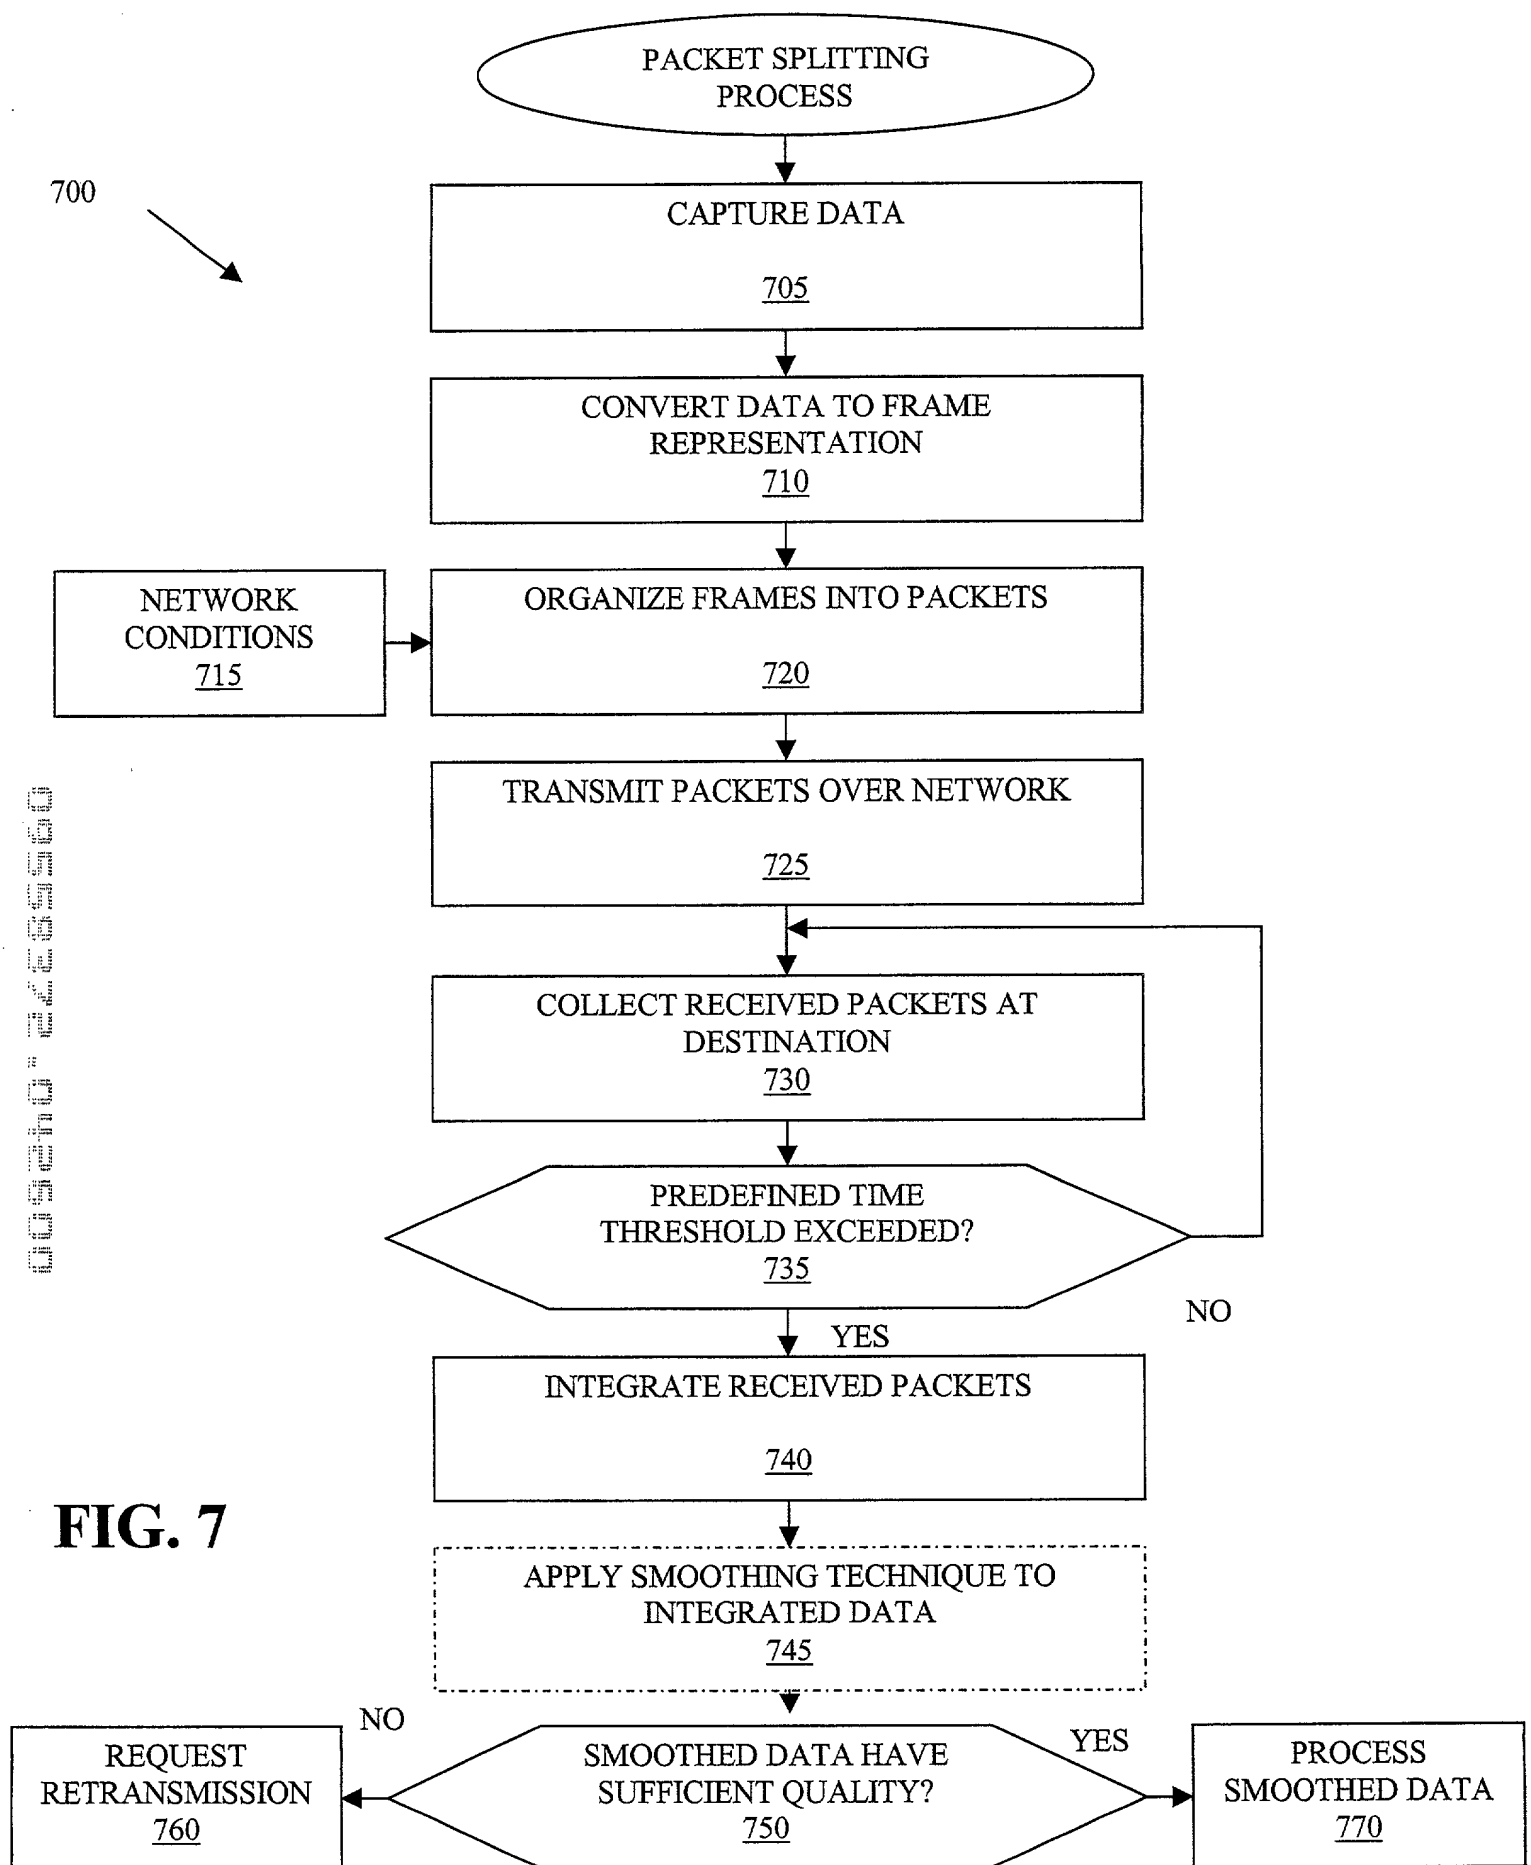 PACKET SPLITTING
PROCESS
700
CAPTURE DATA
705
CONVERT DATA TO FRAME
REPRESENTATION
710
NETWORK
CONDITIONS
715
ORGANIZE FRAMES INTO PACKETS
720
TRANSMIT PACKETS OVER NETWORK
725
COLLECT RECEIVED PACKETS AT
DESTINATION
730
PREDEFINED TIME
THRESHOLD EXCEEDED?
735
NO
YES
INTEGRATE RECEIVED PACKETS
740
FIG. 7
APPLY SMOOTHING TECHNIQUE TO
INTEGRATED DATA
745
NO
YES
REQUEST
RETRANSMISSION
760
SMOOTHED DATA HAVE
SUFFICIENT QUALITY?
750
PROCESS
SMOOTHED DATA
770